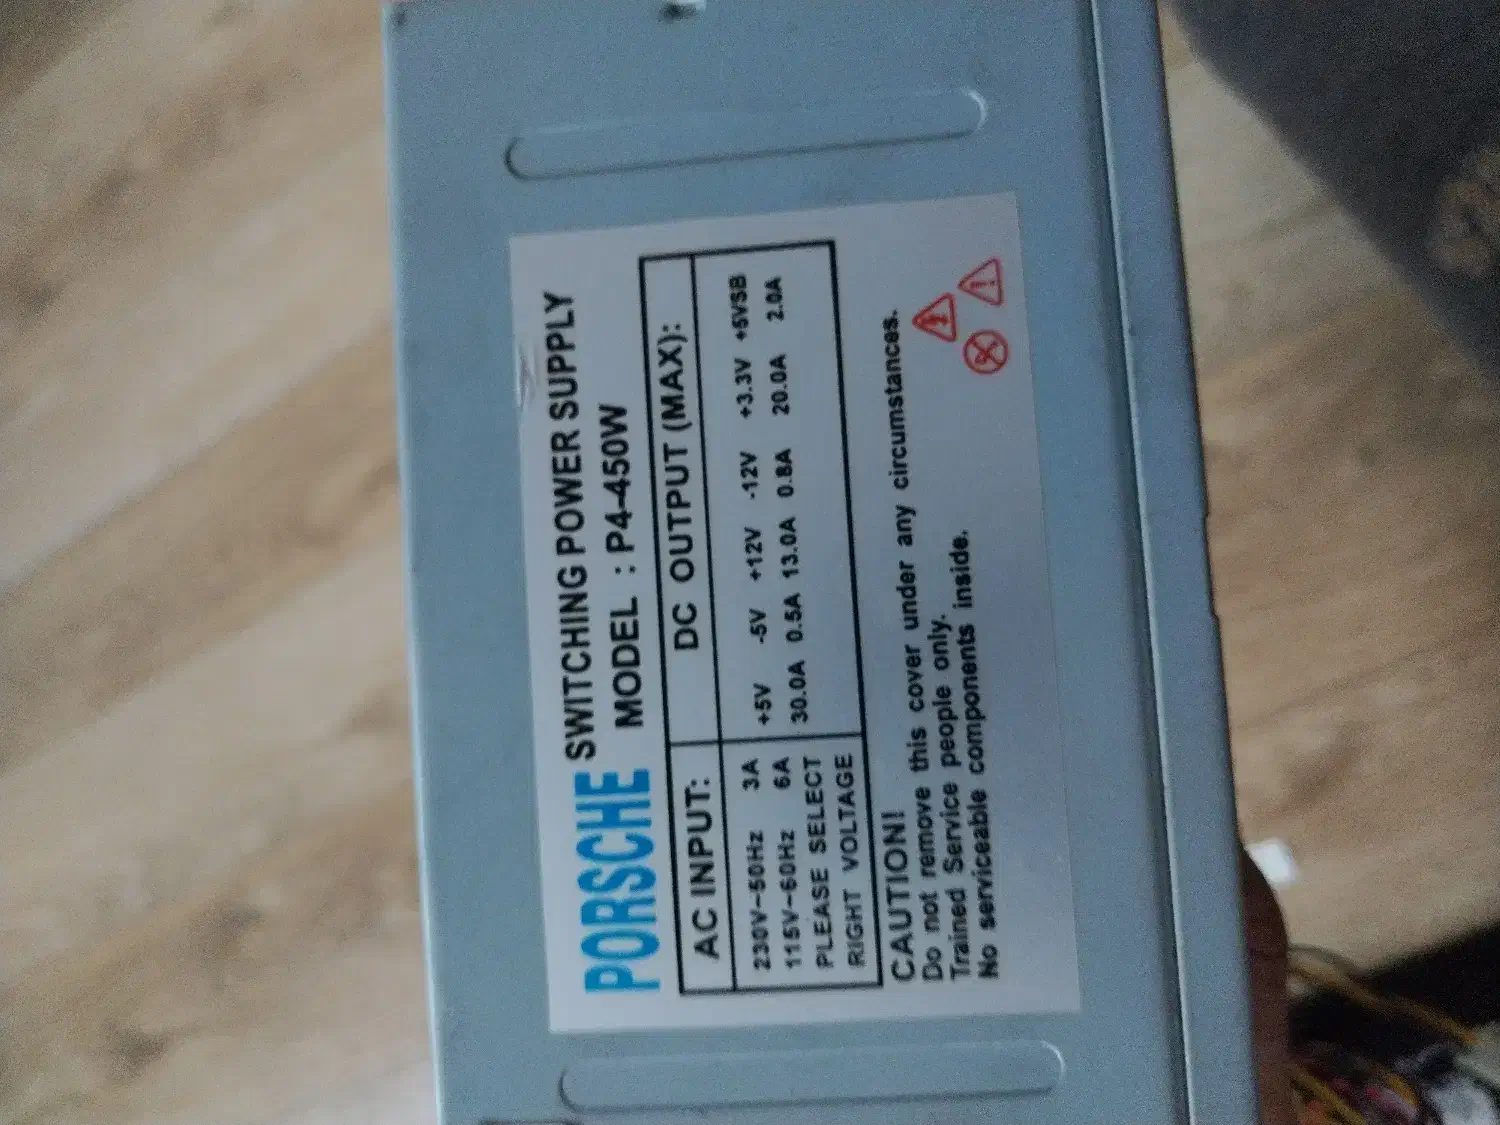 PORSCHE SWITCHING POWER SUPPLY
MODEL : P4-450W
AC INPUT:
230V~50Hz 3A
115V~60Hz 6A
PLEASE SELECT
RIGHT VOLTAGE
DC OUTPUT (MAX):
+5V -5V +12V -12V +3.3V +5VSB
30.0A 0.5A 13.0A 0.8A 20.0A 2.0A
CAUTION!
Do not remove this cover under any circumstances.
Trained Service people only.
No serviceable components inside.